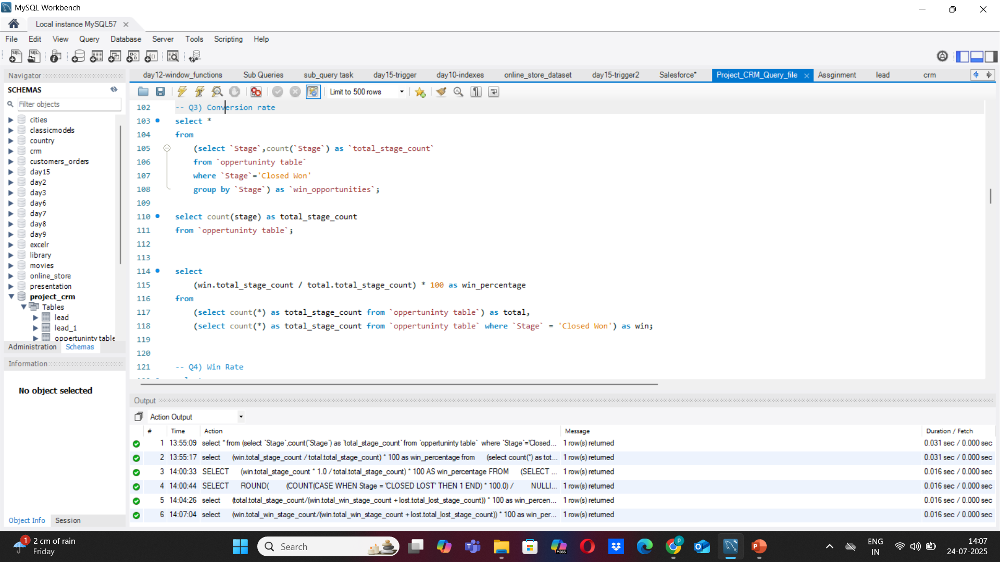 MySQL Workbench
Local instance MySQL57
File Edit View Query Database Server Tools Scripting Help
Navigator
SCHEMAS
Filter objects
cities
classicmodels
country
crm
customers_orders
day15
day2
day3
day6
day7
day8
day9
excelr
library
movies
online_store
presentation
project_crm
Tables
lead
lead_1
oppertuninty table
Administration Schemas
Information
No object selected
Object Info Session
day12-window_functions Sub Queries sub_query task day15-trigger day10-indexes online_store_dataset day15-trigger2 Salesforce* Project_CRM_Query_file Assginment lead crm
Limit to 500 rows
102 -- Q3) Conversion rate
103 select *
104 from
105 (select `Stage`,count(`Stage`) as `total_stage_count`
106 from `oppertuninty table`
107 where `Stage`='Closed Won'
108 group by `Stage`) as `win_opportunities`;
109
110 select count(stage) as total_stage_count
111 from `oppertuninty table`;
112
113
114 select
115 (win.total_stage_count / total.total_stage_count) * 100 as win_percentage
116 from
117 (select count(*) as total_stage_count from `oppertuninty table`) as total,
118 (select count(*) as total_stage_count from `oppertuninty table` where `Stage` = 'Closed Won') as win;
119
120
121 -- Q4) Win Rate
Output
Action Output
# Time Action Message Duration / Fetch
1 13:55:09 select * from (select `Stage`,count(`Stage`) as `total_stage_count` from `oppertuninty table` where `Stage`='Closed... 1 row(s) returned 0.031 sec / 0.000 sec
2 13:55:17 select (win.total_stage_count / total.total_stage_count) * 100 as win_percentage from (select count(*) as tot... 1 row(s) returned 0.031 sec / 0.000 sec
3 14:00:33 SELECT (win.total_stage_count * 1.0 / total.total_stage_count) * 100 AS win_percentage FROM (SELECT ... 1 row(s) returned 0.016 sec / 0.000 sec
4 14:00:44 SELECT ROUND( (COUNT(CASE WHEN Stage = 'CLOSED LOST' THEN 1 END) * 100.0) / NULLI... 1 row(s) returned 0.016 sec / 0.000 sec
5 14:04:26 select (total.total_stage_count/(win.total_win_stage_count + lost.total_lost_stage_count)) * 100 as win_percen... 1 row(s) returned 0.016 sec / 0.000 sec
6 14:07:04 select (win.total_win_stage_count/(win.total_win_stage_count + lost.total_lost_stage_count)) * 100 as win_per... 1 row(s) returned 0.016 sec / 0.000 sec
1
2 cm of rain
Friday
Search
M365
ENG
IN
14:07
24-07-2025